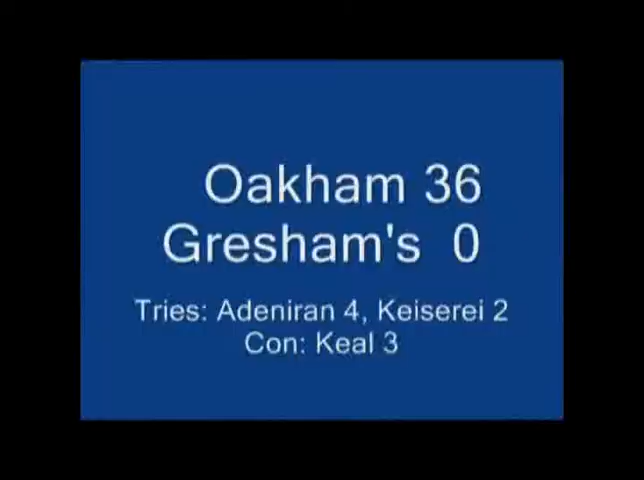 Oakham 36
Gresham's 0
Tries: Adeniran 4, Keiserei 2
Con: Keal 3